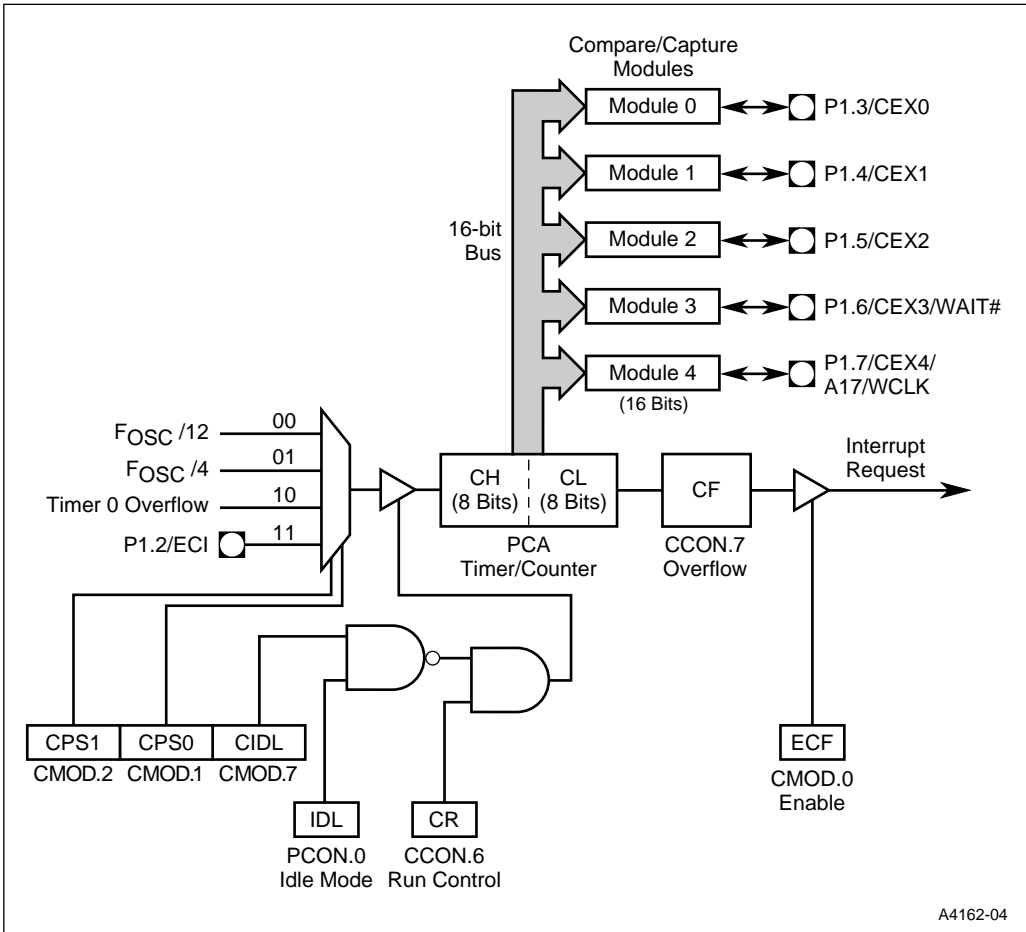 Compare/Capture
Modules
Module 0
P1.3/CEX0
Module 1
P1.4/CEX1
16-bit
Bus
Module 2
P1.5/CEX2
Module 3
P1.6/CEX3/WAIT#
Module 4
(16 Bits)
P1.7/CEX4/
A17/WCLK
FOSC /12
00
FOSC /4
01
Timer 0 Overflow
10
P1.2/ECI
11
CH
(8 Bits)
CL
(8 Bits)
PCA
Timer/Counter
CF
CCON.7
Overflow
Interrupt
Request
CPS1
CPS0
CIDL
CMOD.2
CMOD.1
CMOD.7
IDL
PCON.0
Idle Mode
CR
CCON.6
Run Control
ECF
CMOD.0
Enable
A4162-04